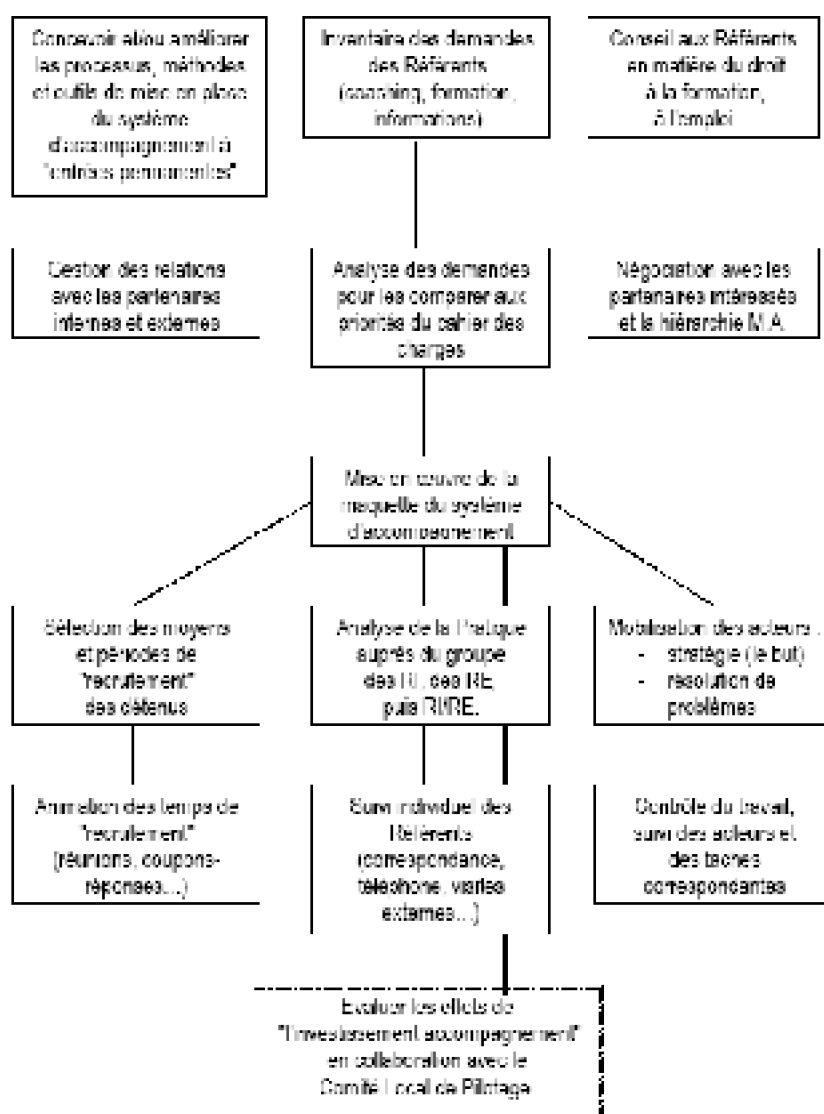 Concevoir et/ou améliorer
les processus, méthodes
et outils de mise en place
du système
d'accompagnement à
"entrées permanentes"
Inventaire des demandes
des Référents
(coaching, formation,
informations)
Conseil aux Référents
en matière du droit
à la formation,
à l'emploi
Gestion des relations
avec les partenaires
internes et externes
Analyse des demandes
pour les comparer aux
priorités du cahier des
charges
Négociation avec les
partenaires intéressés
et la hiérarchie M.A.
Mise en œuvre de la
maquette du système
d'accompagnement
Sélection des moyens
et périodes de
"recrutement"
des détenus
Analyse de la Pratique
auprès du groupe
des RI, des RE,
puis RI/RE.
Mobilisation des acteurs :
- stratégie (le but)
- résolution de
problèmes
Animation des temps de
"recrutement"
(réunions, coupons-
réponses…)
Suivi individuel des
Référents
(correspondance,
téléphone, visites
externes…)
Contrôle du travail,
suivi des acteurs et
des taches
correspondantes
Evaluer les effets de
"l'investissement accompagnement"
en collaboration avec le
Comité Local de Pilotage